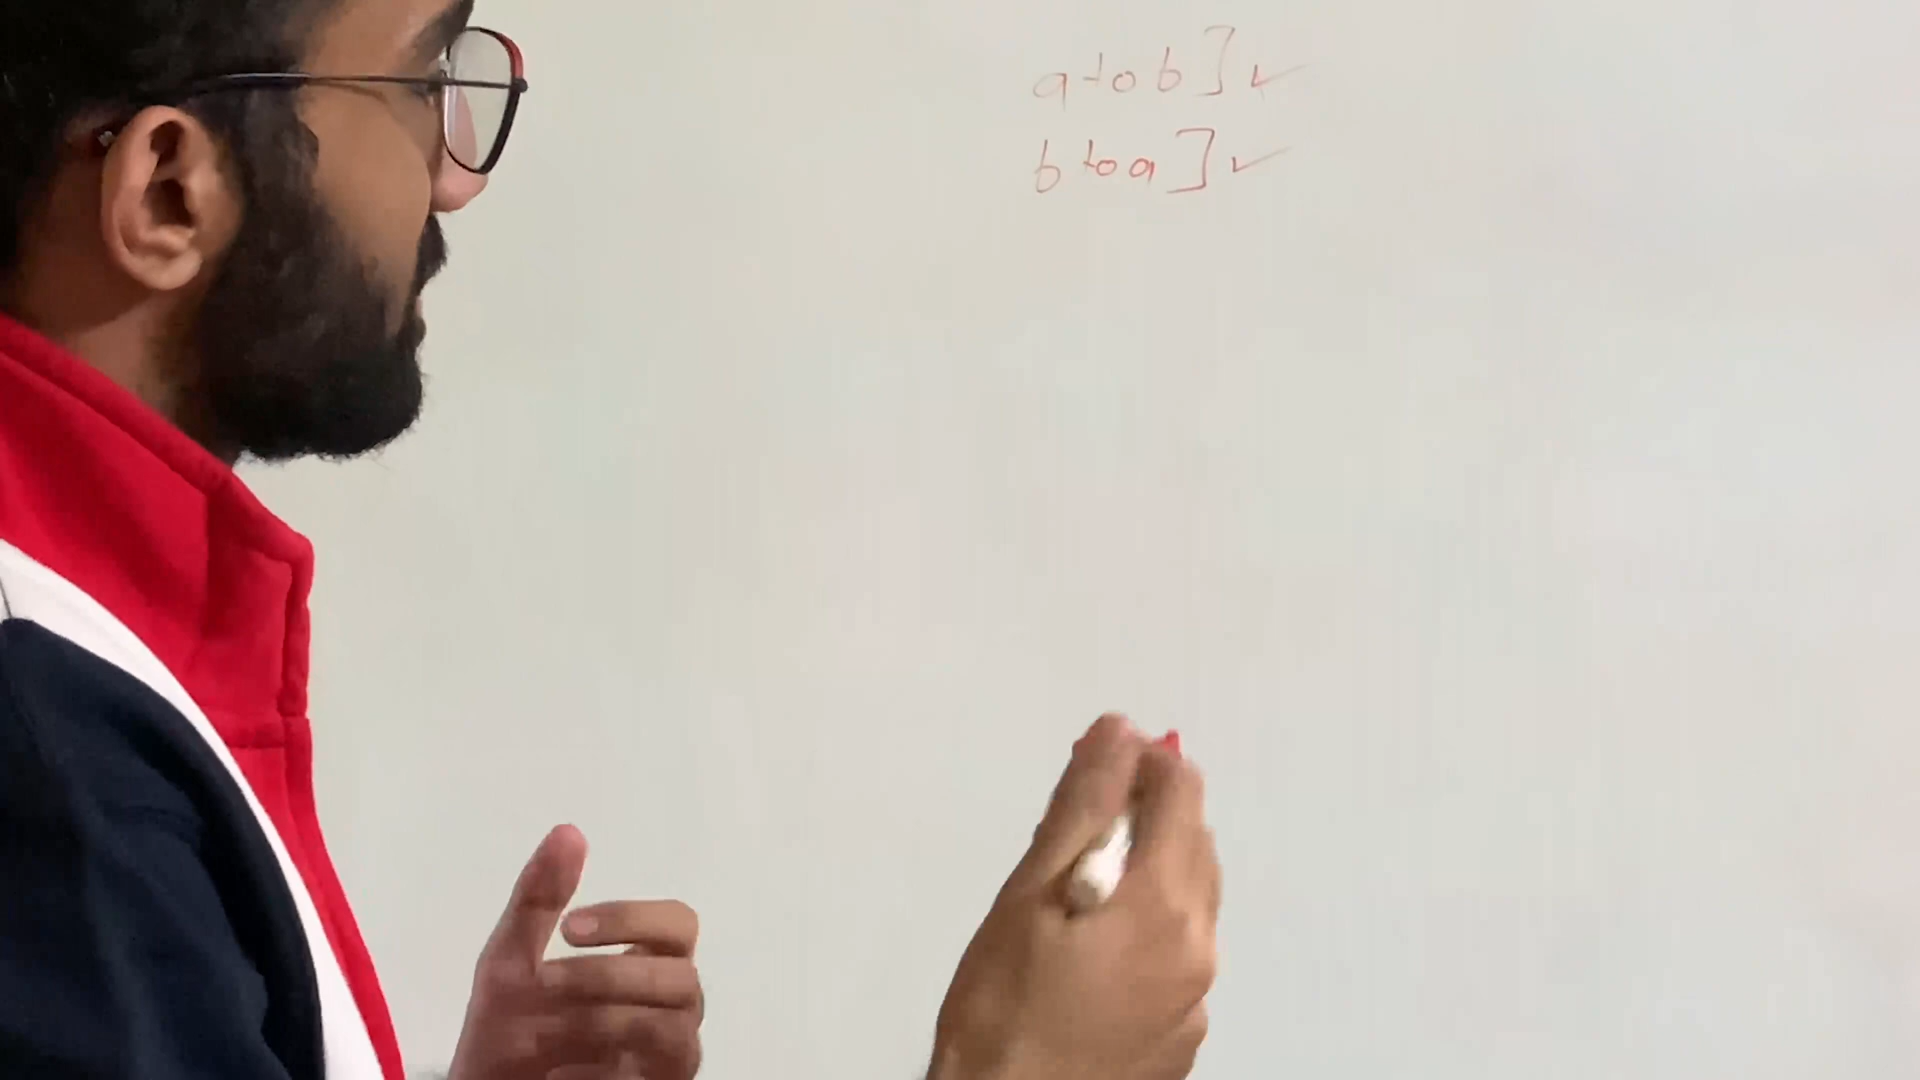 a to b] ✓
b to a] ✓